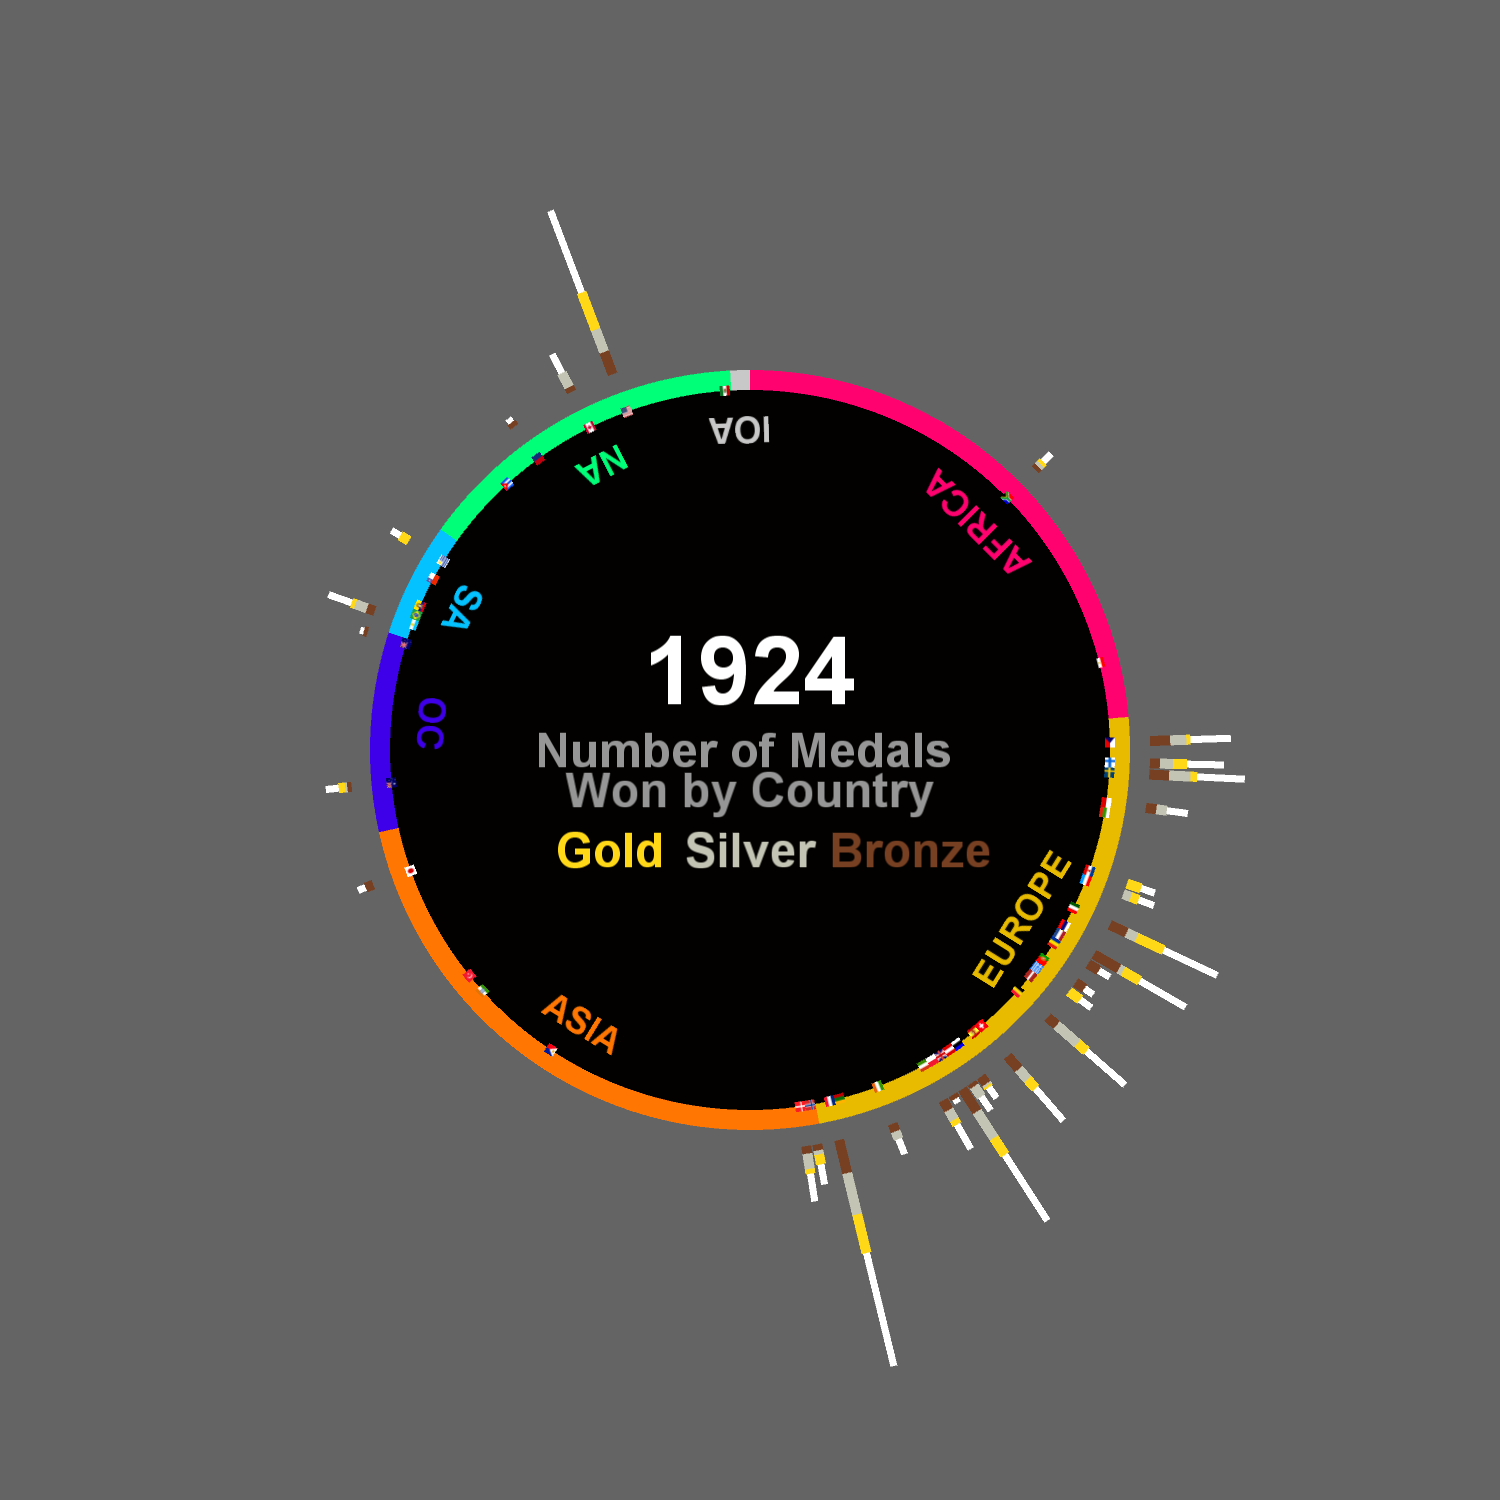 IOA
NA
AFRICA
SA
1924
OC
Number of Medals
Won by Country
Gold Silver Bronze
EUROPE
ASIA